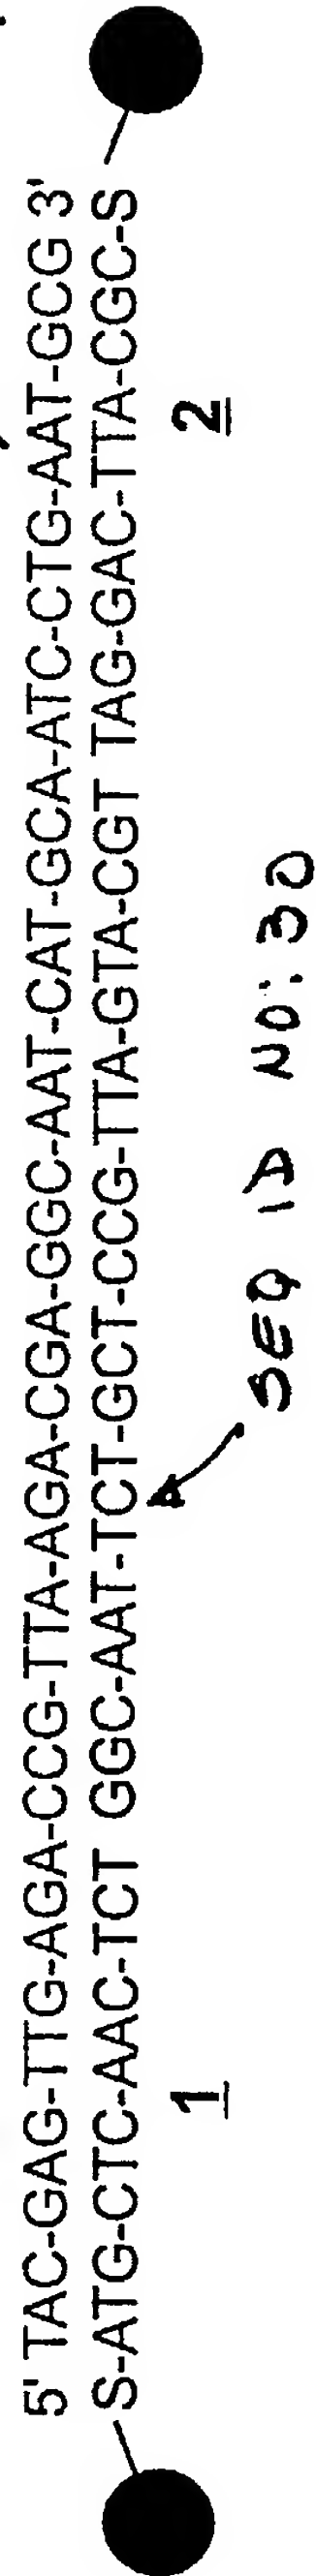 5' TAC-GAG-TTG-AGA-CCG-TTA-AGA-CGA-GGC-AAT-CAT-GCA-ATC-CTG-AAT-GCG 3'
S-ATG-CTC-AAC-TCT GGC-AAT-TCT-GCT-CCG-TTA-GTA-CGT TAG-GAC-TTA-CGC-S
1 2
SEQ ID NO: 30